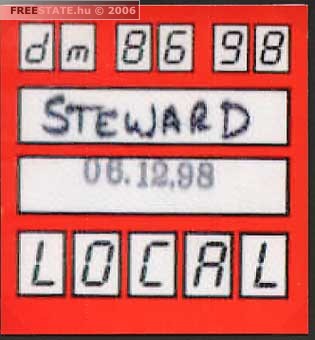 FREESTATE.hu © 2006
dm 86 98
STEWARD
06.12.98
LOCAL